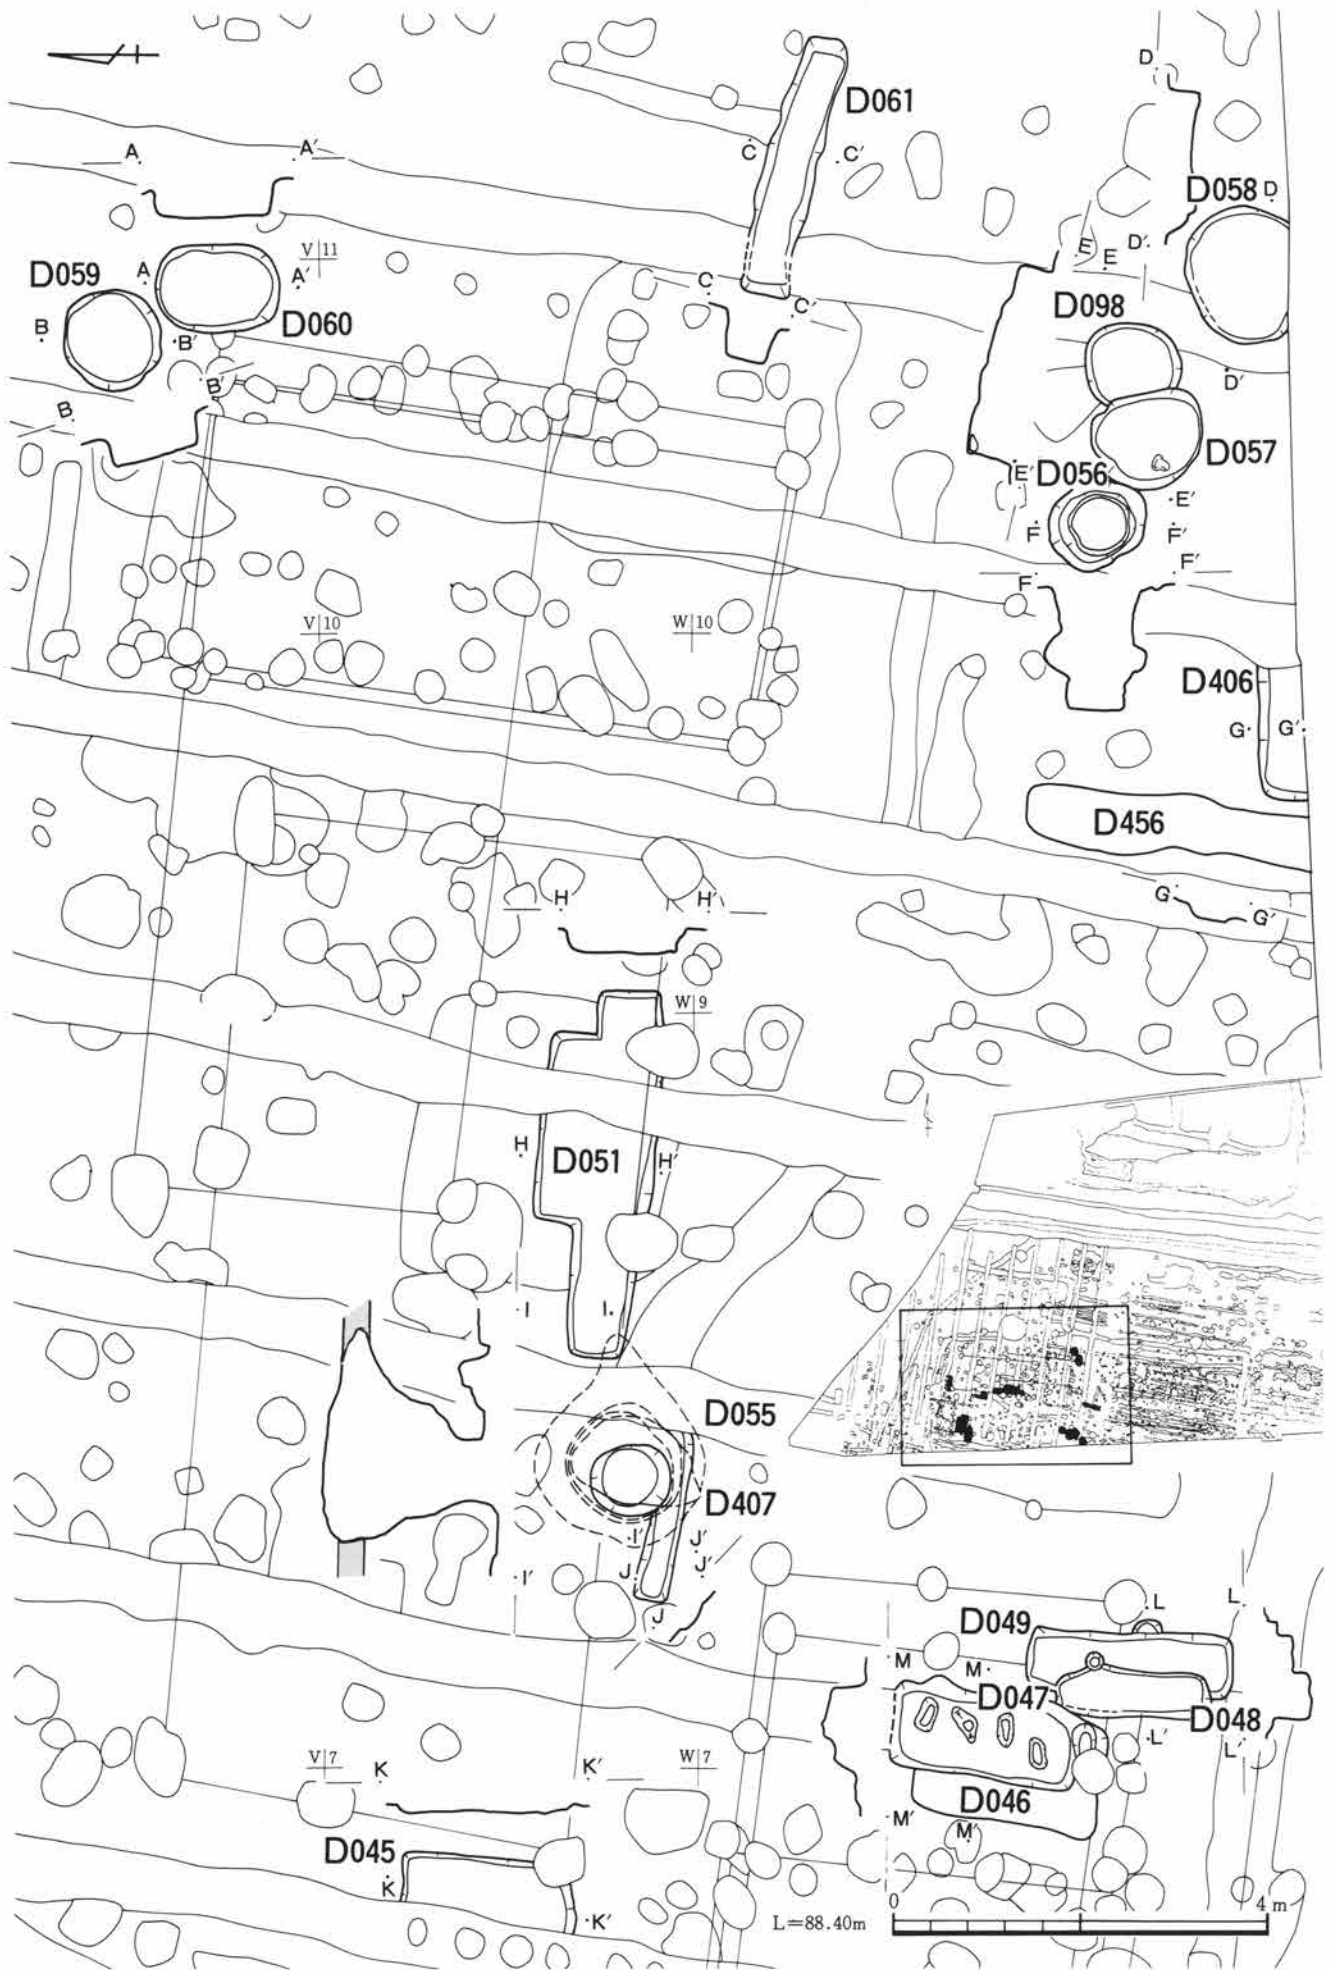 D
D061
A
A′
C
C′
D058
D
V 11
E
E
D′
D059
A
A′
C
D098
B
D060
C′
B′
D′
B′
B
D056
D057
E′
E′
F
F′
F′
F
V 10
W 10
D406
G
G′
D456
H
H′
G
G′
W 9
H
D051
H′
I
I
D055
D407
I′
J′
J
J′
I′
J
L
L
D049
M
M
D047
D048
L′
L′
V 7
K
K′
W 7
D046
M′
M′
D045
K
K′
0
4 m
L=88.40m